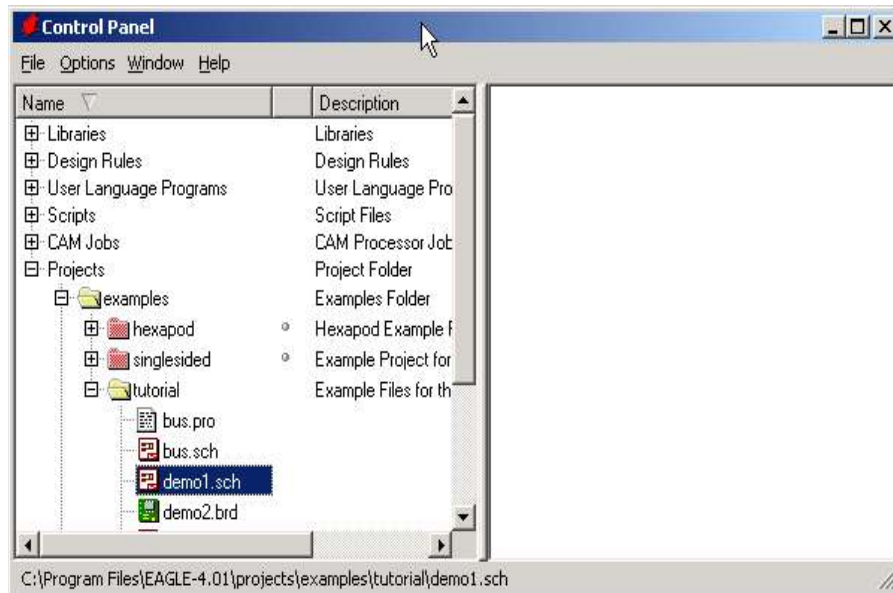 Control Panel
File Options Window Help
Name Description
Libraries Libraries
Design Rules Design Rules
User Language Programs User Language Pro
Scripts Script Files
CAM Jobs CAM Processor Job
Projects Project Folder
examples Examples Folder
hexapod Hexapod Example F
singlesided Example Project for
tutorial Example Files for th
bus.pro
bus.sch
demo1.sch
demo2.brd
C:\Program Files\EAGLE-4.01\projects\examples\tutorial\demo1.sch